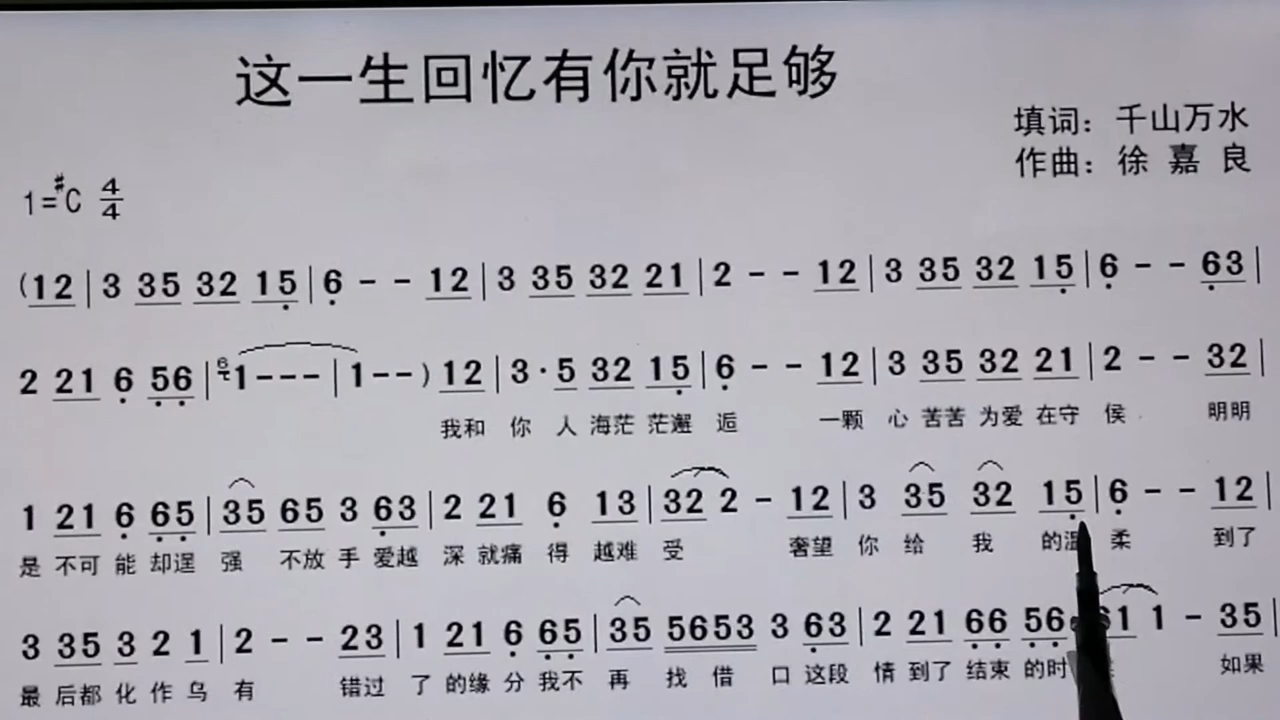 这一生回忆有你就足够
填词：千山万水
作曲：徐嘉良
1=#C 4/4
(12|3 35 32 15|6 - - 12|3 35 32 21|2 - - 12|3 35 32 15|6 - - 63|
2 21 6 56|6 1---|1--)12|3·5 32 15|6 - - 12|3 35 32 21|2 - - 32|
我和 你 人 海茫 茫邂 逅 一颗 心 苦苦 为爱 在守 侯 明明
1 21 6 65|35 65 3 63|2 21 6 13|32 2 - 12|3 35 32 15|6 - - 12|
是 不可 能 却逞 强 不放 手 爱越 深 就痛 得 越难 受 奢望 你 给 我 的温 柔 到了
3 35 3 2 1|2 - - 23|1 21 6 65|35 5653 3 63|2 21 66 56 61 1 - 35|
最 后都 化 作 乌 有 错过 了 的缘 分 我不 再 找 借 口 这段 情 到了 结束 的时 如果